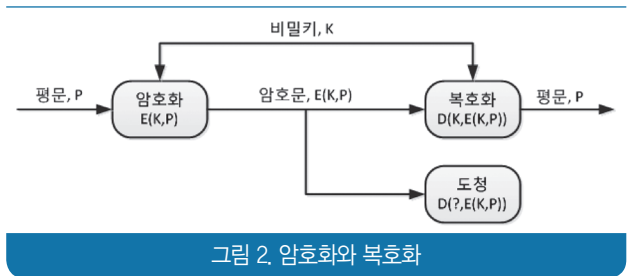 비밀키, K
평문, P
암호화
E(K,P)
암호문, E(K,P)
복호화
D(K,E(K,P))
평문, P
도청
D(?,E(K,P))
그림 2. 암호화와 복호화